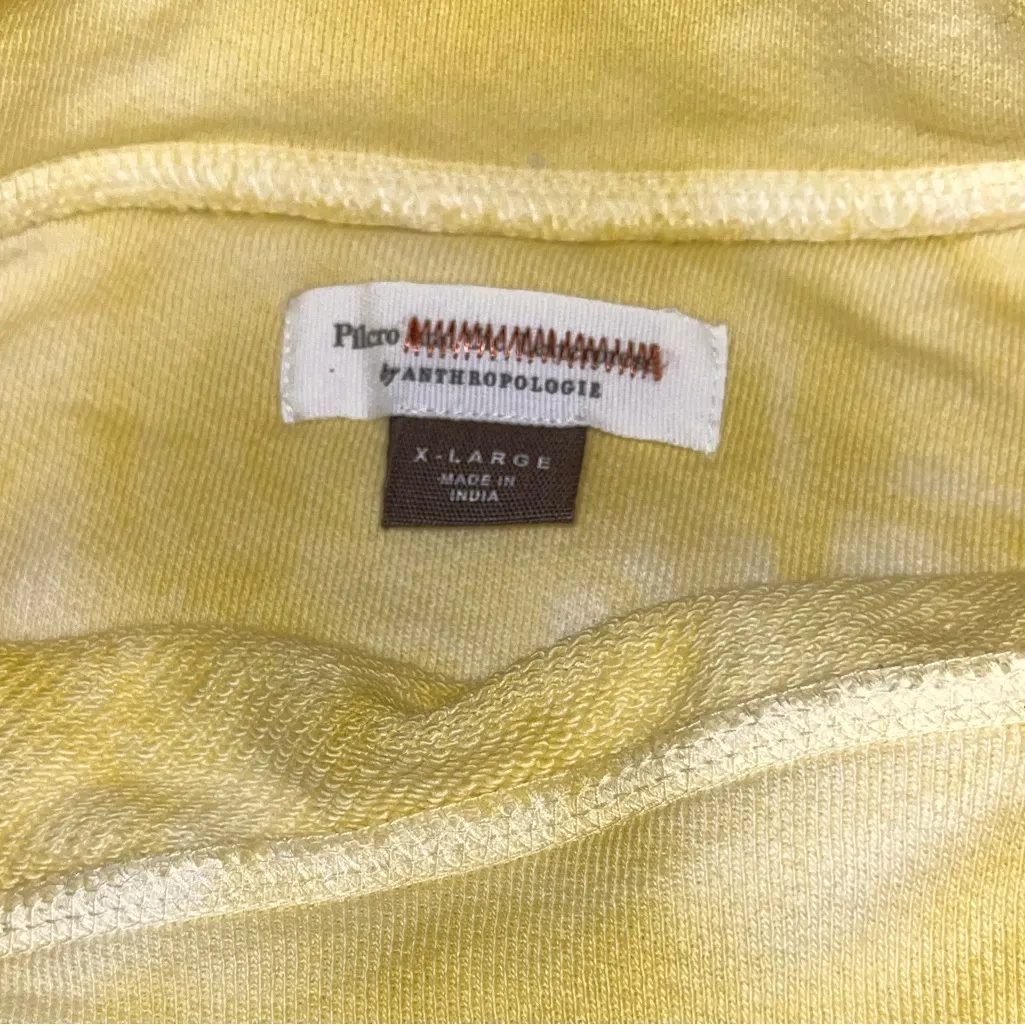 Pilcro
by ANTHROPOLOGIE
X-LARGE
MADE IN
INDIA